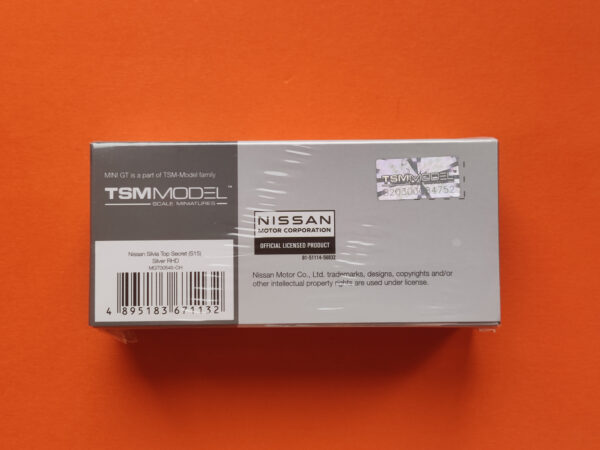 MINI GT is a part of TSM-Model family
TSMMODEL™
SCALE MINIATURES
Nissan Silvia Top Secret (S15)
Silver RHD
4 895183 671132
NISSAN
MOTOR CORPORATION
OFFICIAL LICENSED PRODUCT
Nissan Motor Co., Ltd. trademarks, designs, copyrights and/or
other intellectual property rights are used under license.
TSMMODEL